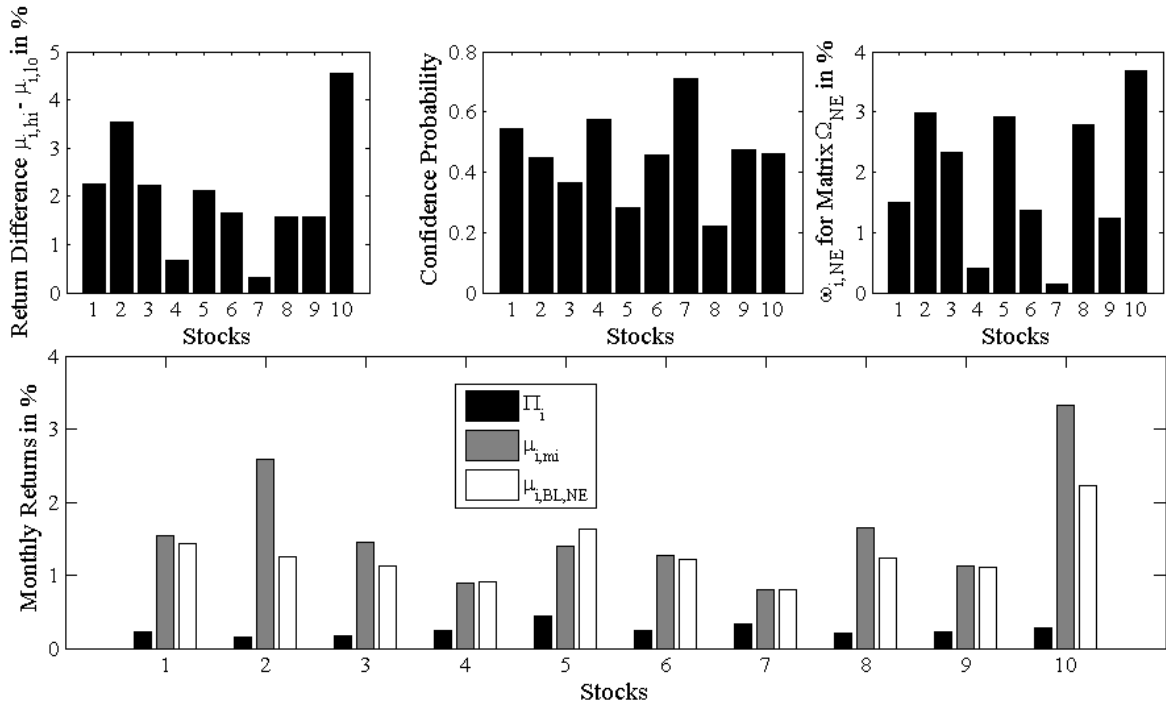 Return Difference μi,hi - μi,lo in %
5
4
3
2
1
0
1 2 3 4 5 6 7 8 9 10
Stocks
Confidence Probability
0.8
0.6
0.4
0.2
0
1 2 3 4 5 6 7 8 9 10
Stocks
ωi,NE for Matrix ΩNE in %
4
3
2
1
0
1 2 3 4 5 6 7 8 9 10
Stocks
Monthly Returns in %
4
3
2
1
0
Πi
μi,mi
μi,BL,NE
1 2 3 4 5 6 7 8 9 10
Stocks